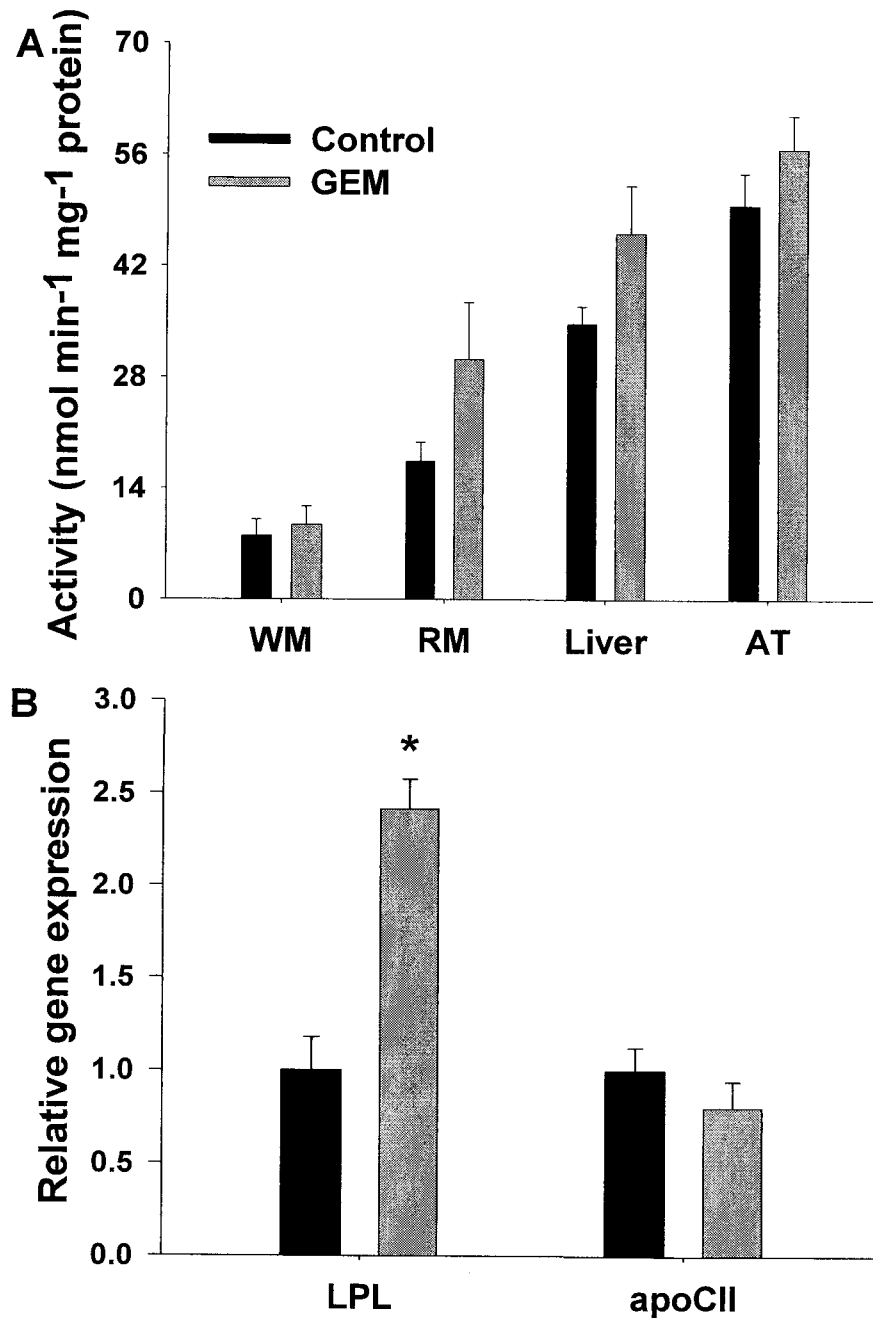 A
Activity (nmol min-1 mg-1 protein)
70
56
42
28
14
0
Control
GEM
WM RM Liver AT
B
Relative gene expression
3.0
2.5
2.0
1.5
1.0
0.5
0.0
*
LPL apoCII